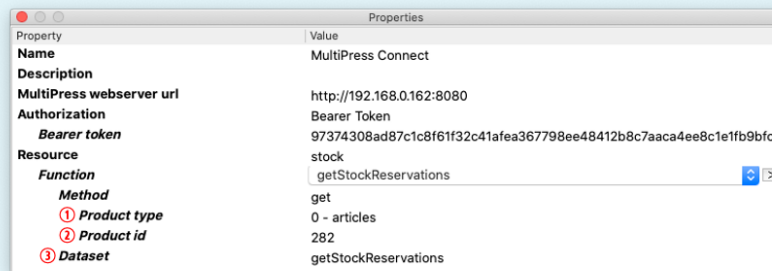 Properties
Property Value
Name MultiPress Connect
Description
MultiPress webserver url http://192.168.0.162:8080
Authorization Bearer Token
Bearer token 97374308ad87c1c8f61f32c41afea367798ee48412b8c7aaca4ee8c1e1fb9bfc
Resource stock
Function getStockReservations
Method get
① Product type 0 - articles
② Product id 282
③ Dataset getStockReservations